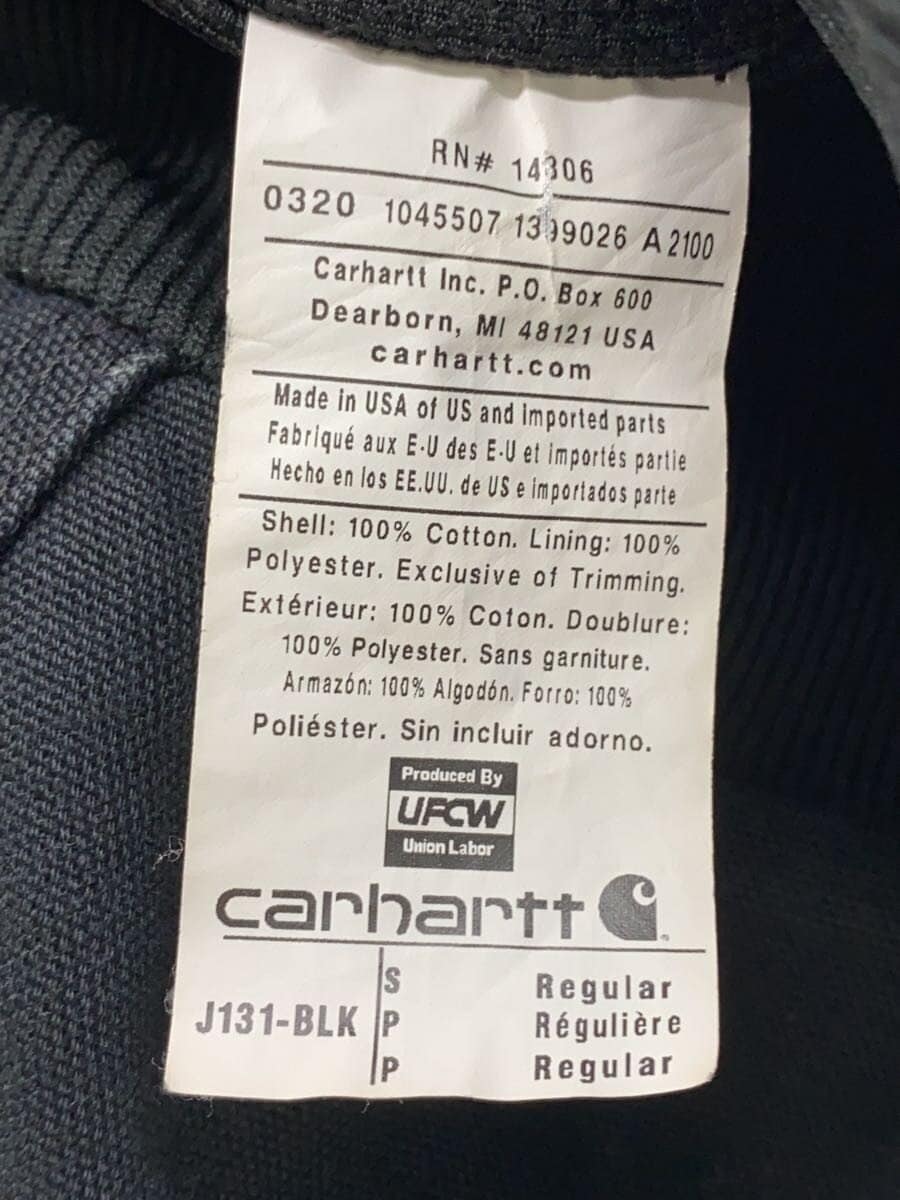 RN# 14306
0320 1045507 1399026 A 2100
Carhartt Inc. P.O. Box 600
Dearborn, MI 48121 USA
carhartt.com
Made in USA of US and imported parts
Fabriqué aux E-U des E-U et importés partie
Hecho en los EE.UU. de US e importados parte
Shell: 100% Cotton. Lining: 100%
Polyester. Exclusive of Trimming.
Extérieur: 100% Coton. Doublure:
100% Polyester. Sans garniture.
Armazón: 100% Algodón. Forro: 100%
Poliéster. Sin incluir adorno.
Produced By
UFCW
Union Labor
carhartt
S Regular
J131-BLK P Régulière
P Regular